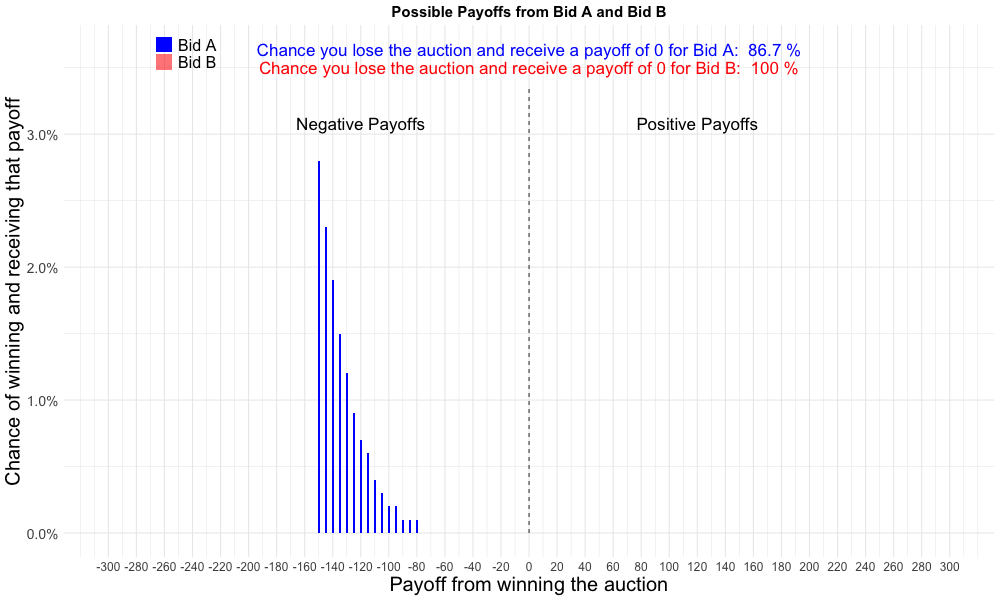 Possible Payoffs from Bid A and Bid B
Bid A
Bid B
Chance you lose the auction and receive a payoff of 0 for Bid A:  86.7 %
Chance you lose the auction and receive a payoff of 0 for Bid B:  100 %
Negative Payoffs
Positive Payoffs
Chance of winning and receiving that payoff
3.0%
2.0%
1.0%
0.0%
-300 -280 -260 -240 -220 -200 -180 -160 -140 -120 -100 -80 -60 -40 -20 0 20 40 60 80 100 120 140 160 180 200 220 240 260 280 300
Payoff from winning the auction